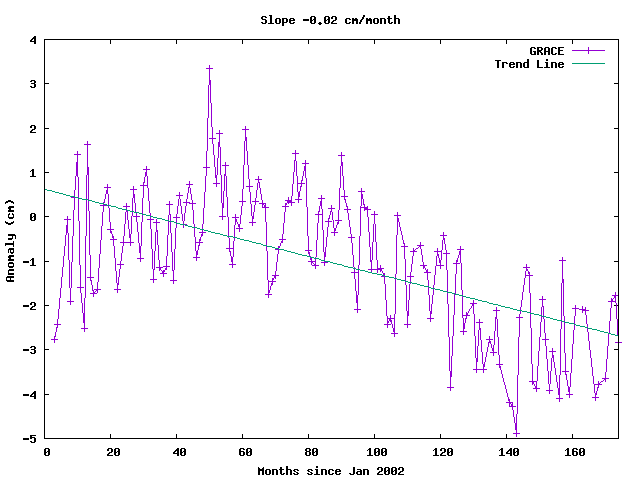 Slope -0.02 cm/month
GRACE
Trend Line
4
3
2
1
0
-1
-2
-3
-4
-5
Anomaly (cm)
0 20 40 60 80 100 120 140 160
Months since Jan 2002